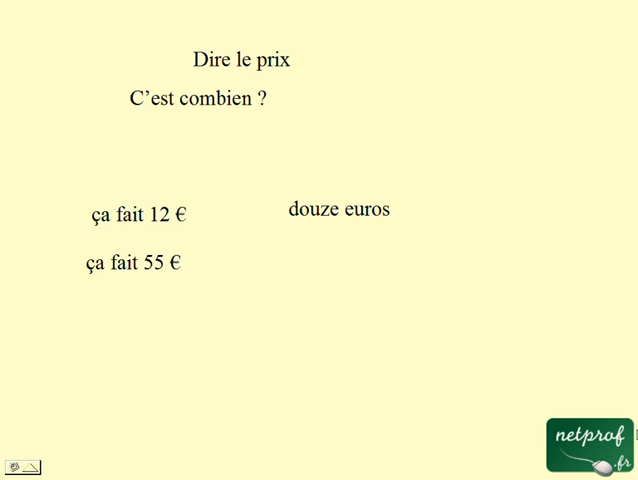 Dire le prix
C'est combien ?
ça fait 12 €
douze euros
ça fait 55 €
netprof
.fr